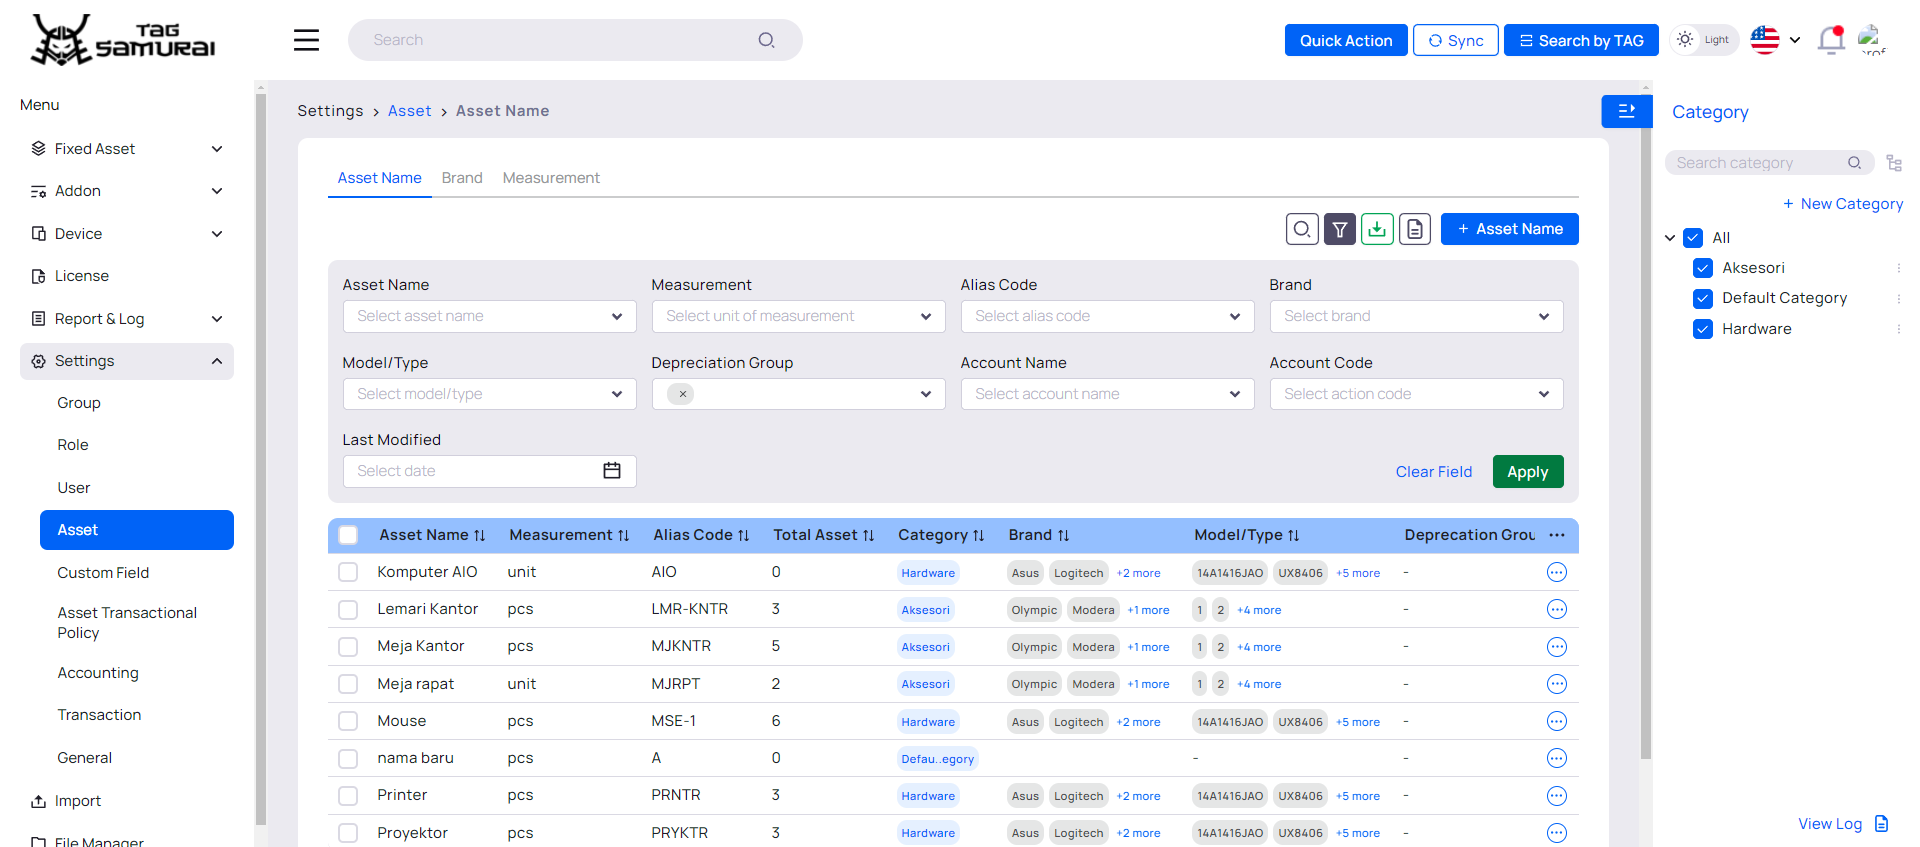 TAG SAMURAI
Search
Quick Action
Sync
Search by TAG
Light
prof
Menu
Fixed Asset
Addon
Device
License
Report & Log
Settings
Group
Role
User
Asset
Custom Field
Asset Transactional
Policy
Accounting
Transaction
General
Import
File Manager
Settings > Asset > Asset Name
Asset Name Brand Measurement
+ Asset Name
Asset Name Measurement Alias Code Brand
Select asset name Select unit of measurement Select alias code Select brand
Model/Type Depreciation Group Account Name Account Code
Select model/type × Select account name Select action code
Last Modified
Select date Clear Field Apply
Asset Name Measurement Alias Code Total Asset Category Brand Model/Type Deprecation Grou ...
Komputer AIO unit AIO 0 Hardware Asus Logitech +2 more 14A1416JAO UX8406 +5 more -
Lemari Kantor pcs LMR-KNTR 3 Aksesori Olympic Modera +1 more 1 2 +4 more -
Meja Kantor pcs MJKNTR 5 Aksesori Olympic Modera +1 more 1 2 +4 more -
Meja rapat unit MJRPT 2 Aksesori Olympic Modera +1 more 1 2 +4 more -
Mouse pcs MSE-1 6 Hardware Asus Logitech +2 more 14A1416JAO UX8406 +5 more -
nama baru pcs A 0 Defau..egory - -
Printer pcs PRNTR 3 Hardware Asus Logitech +2 more 14A1416JAO UX8406 +5 more -
Proyektor pcs PRYKTR 3 Hardware Asus Logitech +2 more 14A1416JAO UX8406 +5 more -
Category
Search category
+ New Category
All
Aksesori
Default Category
Hardware
View Log